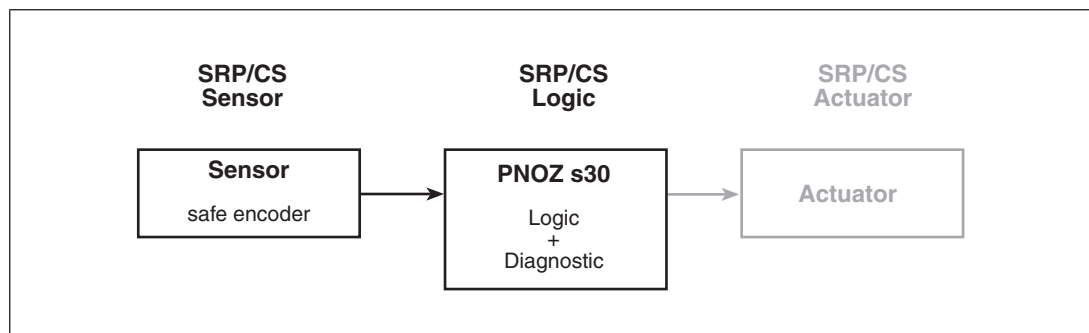 SRP/CS
Sensor
SRP/CS
Logic
SRP/CS
Actuator
Sensor
safe encoder
PNOZ s30
Logic
+
Diagnostic
Actuator